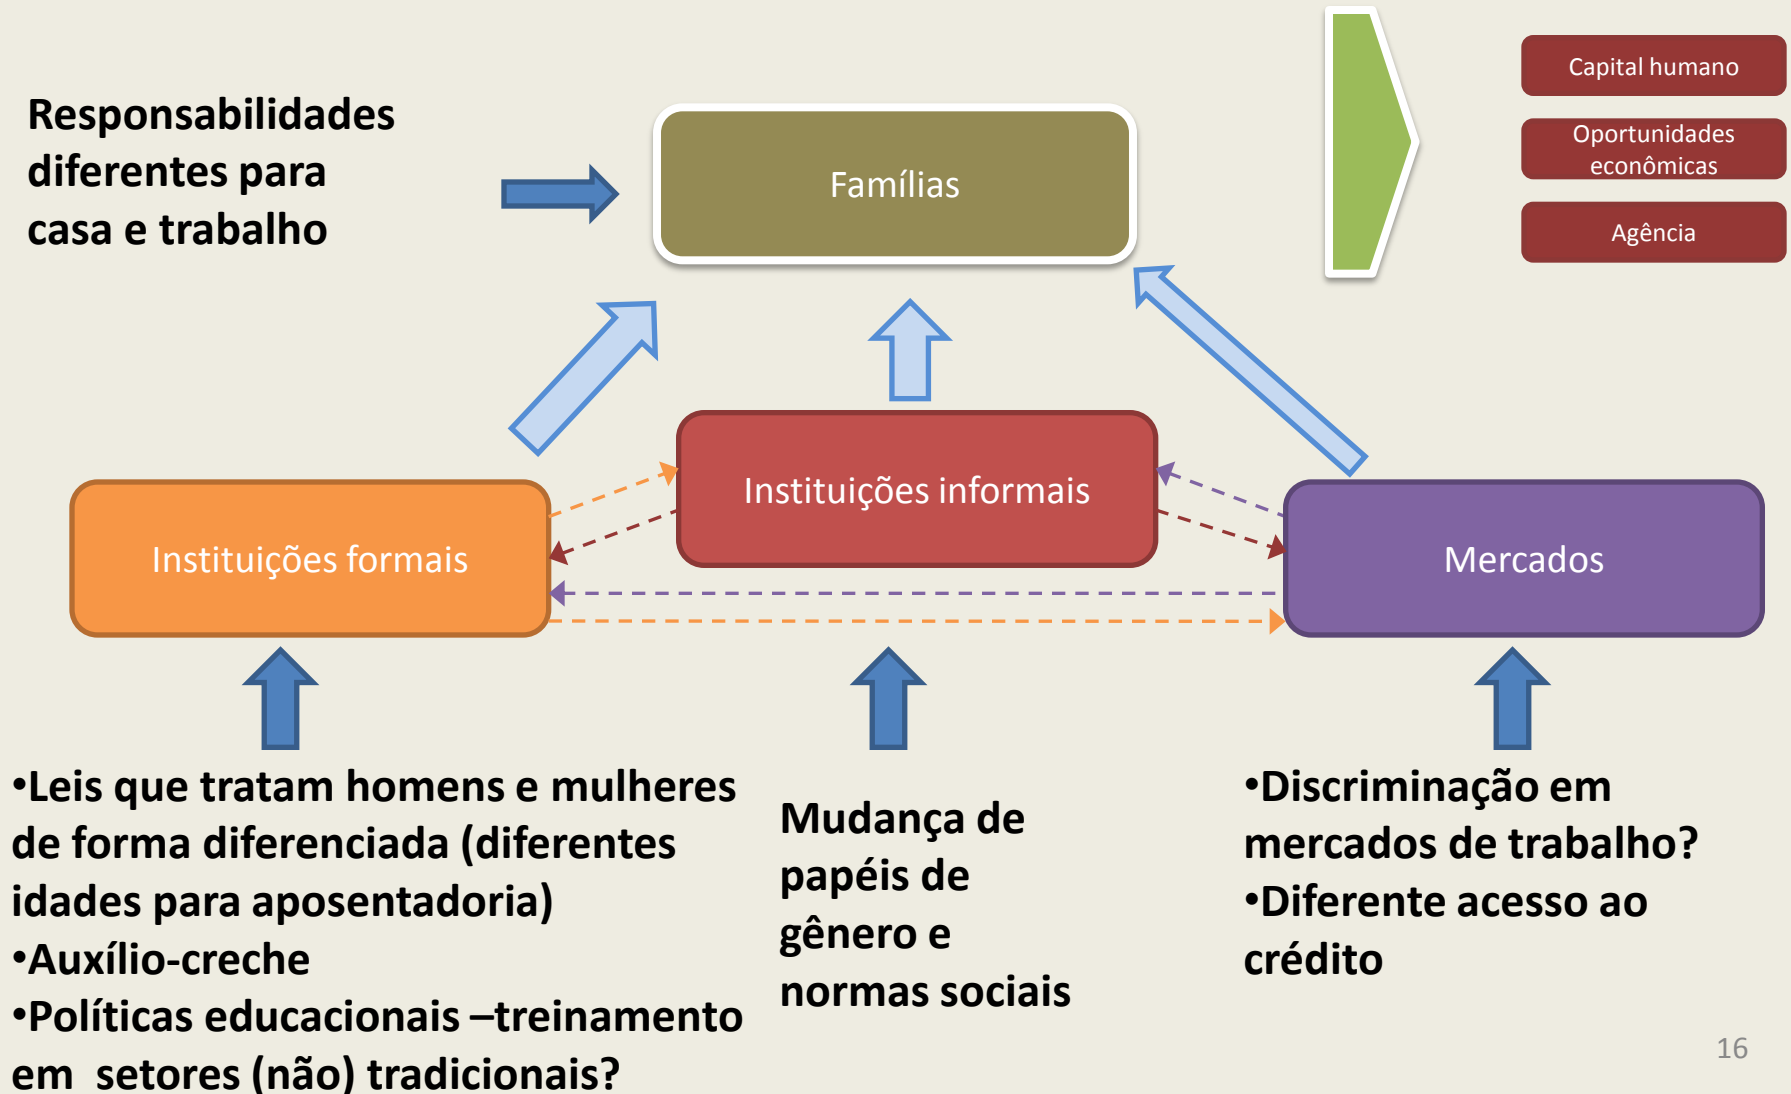 Capital humano
Oportunidades
econômicas
Agência
Responsabilidades
diferentes para
casa e trabalho
Famílias
Instituições informais
Instituições formais
Mercados
•Leis que tratam homens e mulheres
de forma diferenciada (diferentes
idades para aposentadoria)
•Auxílio-creche
•Políticas educacionais –treinamento
em setores (não) tradicionais?
Mudança de
papéis de
gênero e
normas sociais
•Discriminação em
mercados de trabalho?
•Diferente acesso ao
crédito
16